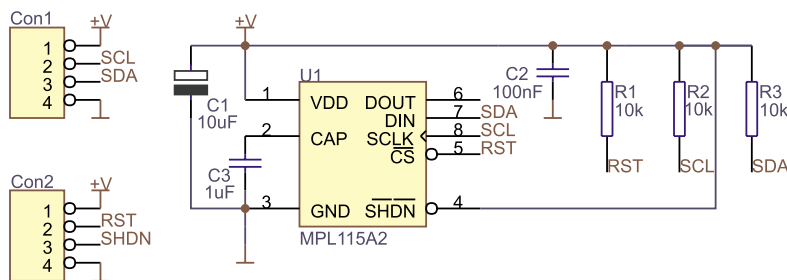 Con1
+V
1
2 SCL
3 SDA
4
Con2
+V
1
2 RST
3 SHDN
4
+V
C1
10uF
C3
1uF
U1
1 VDD DOUT 6
DIN 7 SDA
2 CAP SCLK 8 SCL
CS 5 RST
3 GND SHDN 4
MPL115A2
C2
100nF
R1
10k
RST
R2
10k
SCL
R3
10k
SDA